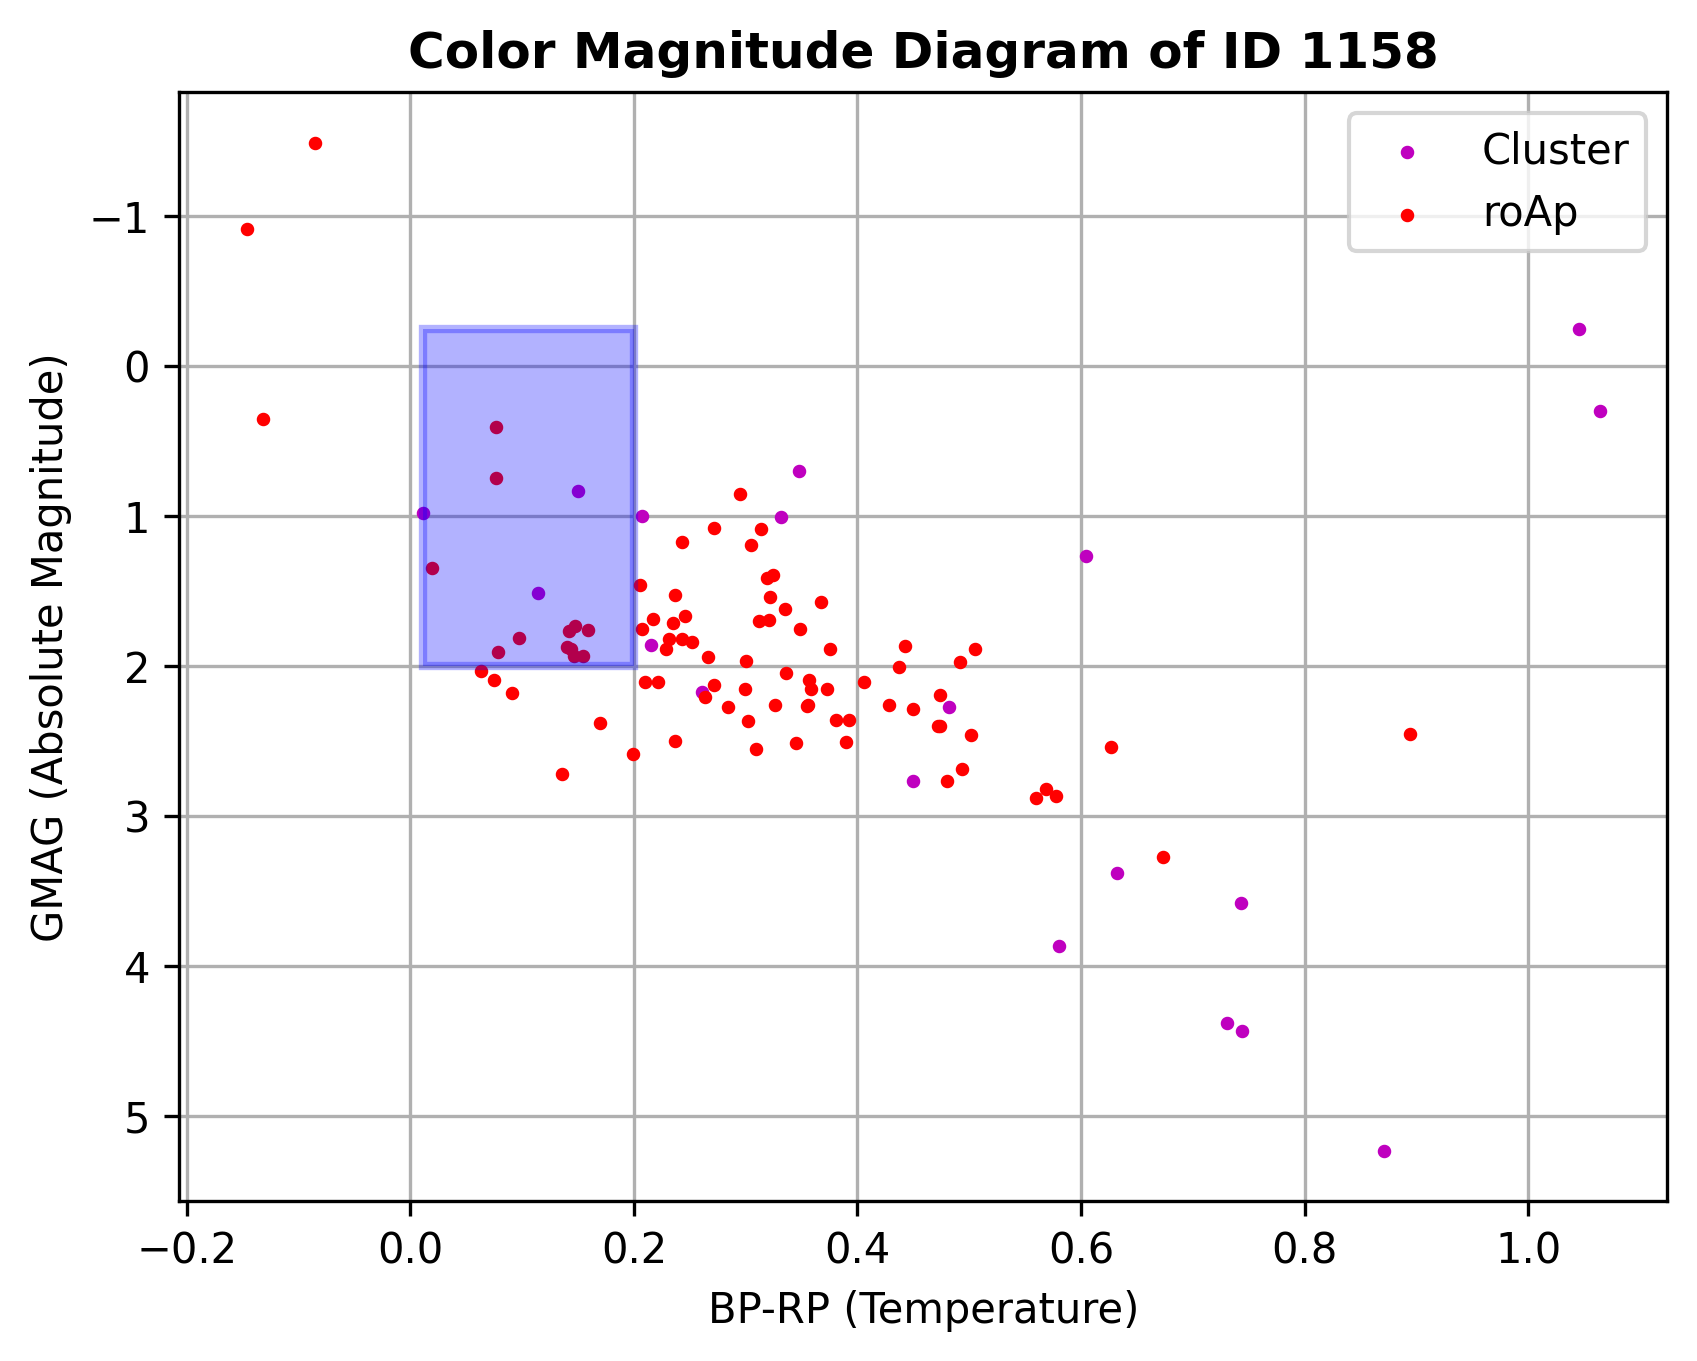 Color Magnitude Diagram of ID 1158
Cluster
roAp
−1
0
1
2
3
4
5
GMAG (Absolute Magnitude)
−0.2 0.0 0.2 0.4 0.6 0.8 1.0
BP-RP (Temperature)